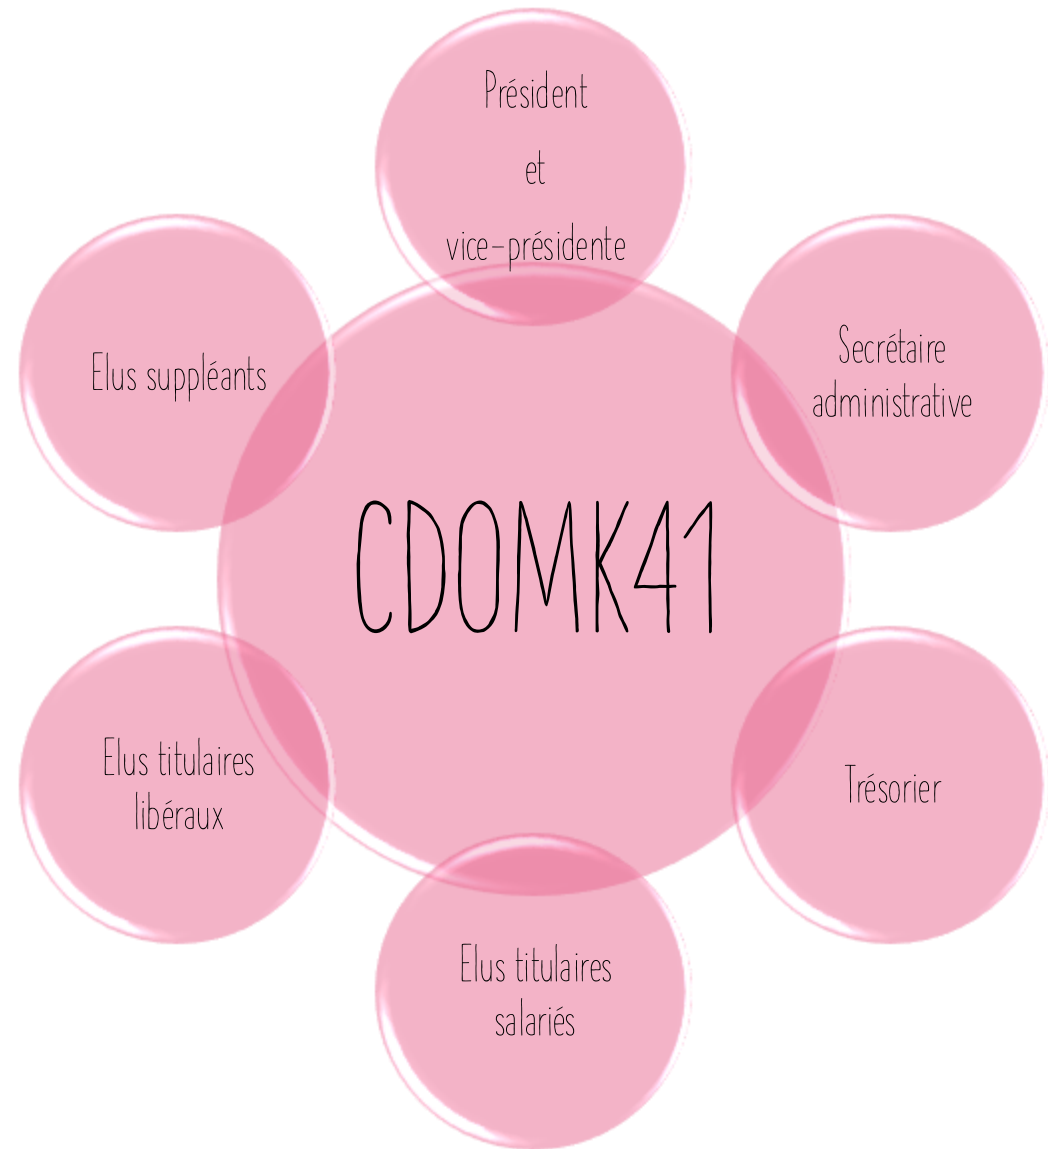 Président
et
vice-présidente
Secrétaire
administrative
Elus suppléants
CDOMK41
Elus titulaires
libéraux
Trésorier
Elus titulaires
salariés